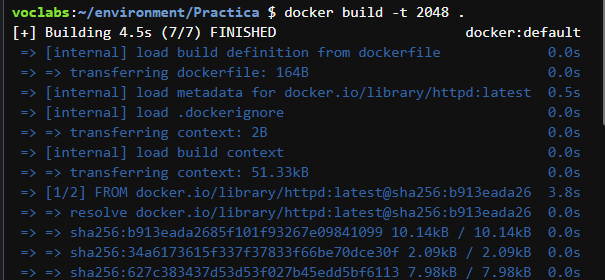 voclabs:~/environment/Practica $ docker build -t 2048 .
[+] Building 4.5s (7/7) FINISHED docker:default
=> [internal] load build definition from dockerfile 0.0s
=> => transferring dockerfile: 164B 0.0s
=> [internal] load metadata for docker.io/library/httpd:latest 0.5s
=> [internal] load .dockerignore 0.0s
=> => transferring context: 2B 0.0s
=> [internal] load build context 0.0s
=> => transferring context: 51.33kB 0.0s
=> [1/2] FROM docker.io/library/httpd:latest@sha256:b913eada26 3.8s
=> => resolve docker.io/library/httpd:latest@sha256:b913eada26 0.0s
=> => sha256:b913eada2685f101f93267e09841099 10.14kB / 10.14kB 0.0s
=> => sha256:34a6173615f337f37833f66be70dce30f 2.09kB / 2.09kB 0.0s
=> => sha256:627c383437d53d53f027b45edd5bf6113 7.98kB / 7.98kB 0.0s